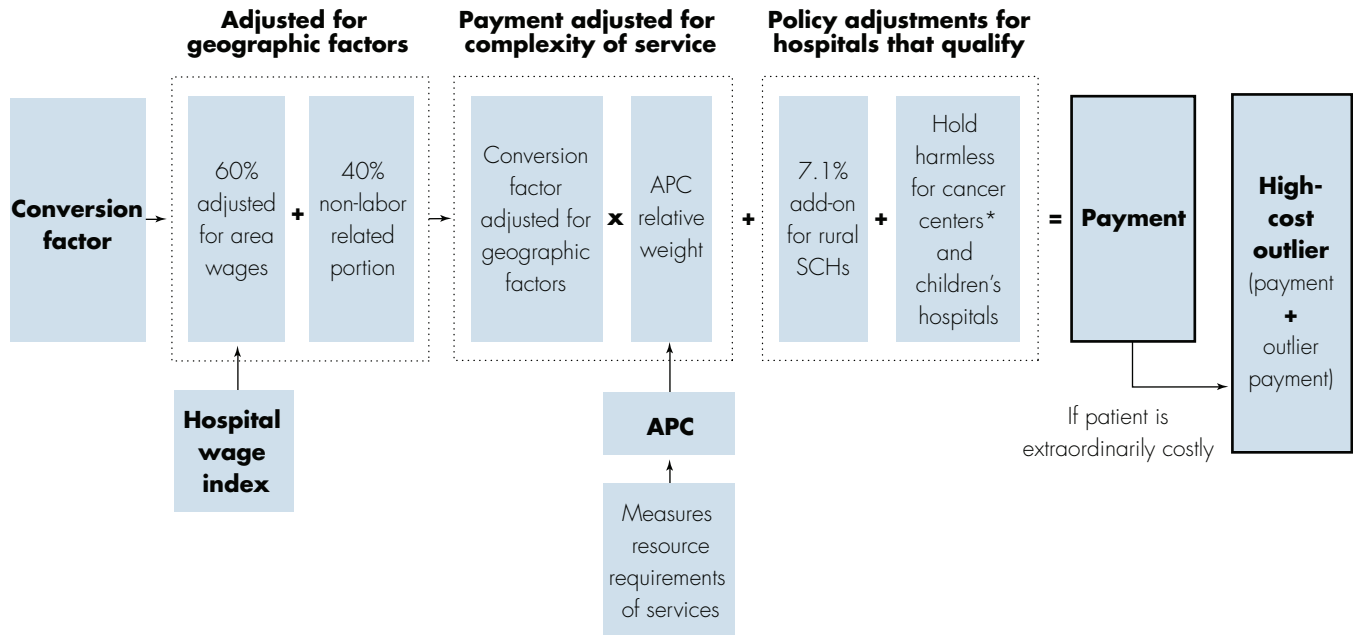 Adjusted for
geographic factors
Payment adjusted for
complexity of service
Policy adjustments for
hospitals that qualify
Conversion
factor
60%
adjusted
for area
wages
+
40%
non-labor
related
portion
Conversion
factor
adjusted for
geographic
factors
x
APC
relative
weight
+
7.1%
add-on
for rural
SCHs
+
Hold
harmless
for cancer
centers*
and
children’s
hospitals
=
Payment
High-
cost
outlier
(payment
+
outlier
payment)
Hospital
wage
index
APC
Measures
resource
requirements
of services
If patient is
extraordinarily costly